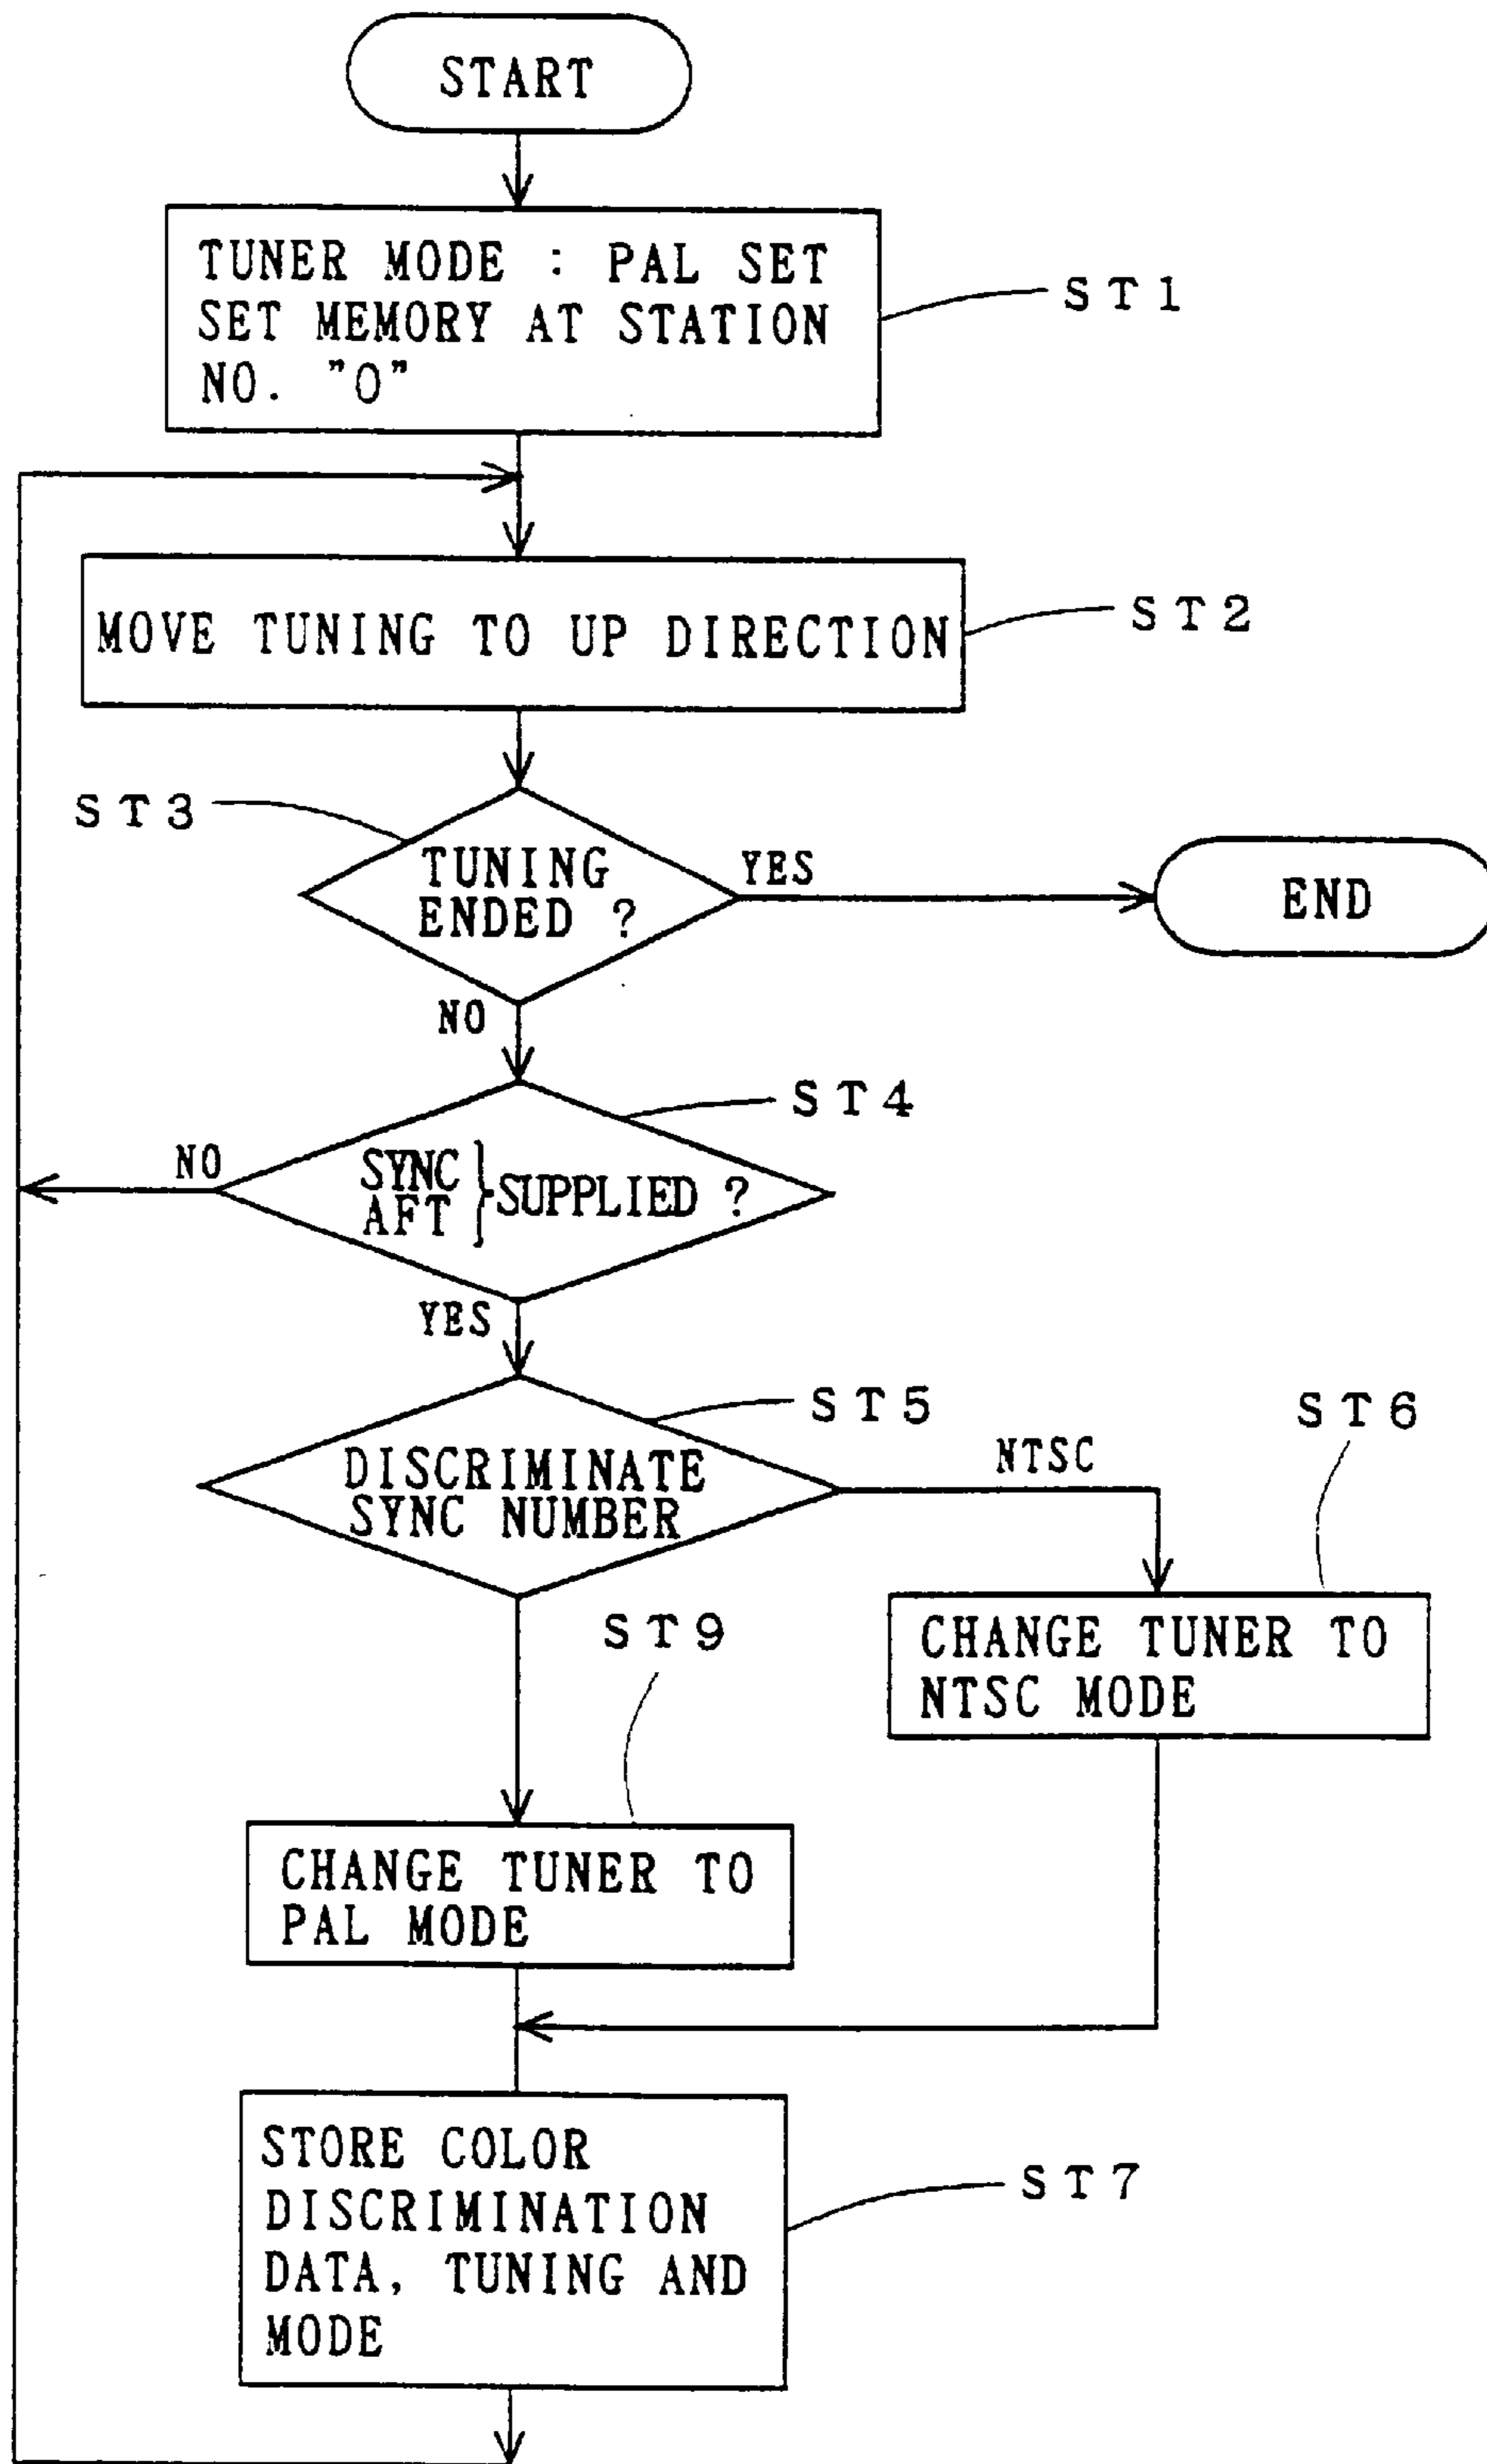 START
TUNER MODE : PAL SET
SET MEMORY AT STATION
NO. "0"
ST1
MOVE TUNING TO UP DIRECTION
ST2
ST3
TUNING
ENDED ?
YES
END
NO
ST4
NO
SYNC
AFT
} SUPPLIED ?
YES
ST5
DISCRIMINATE
SYNC NUMBER
NTSC
ST6
CHANGE TUNER TO
NTSC MODE
ST9
CHANGE TUNER TO
PAL MODE
STORE COLOR
DISCRIMINATION
DATA, TUNING AND
MODE
ST7